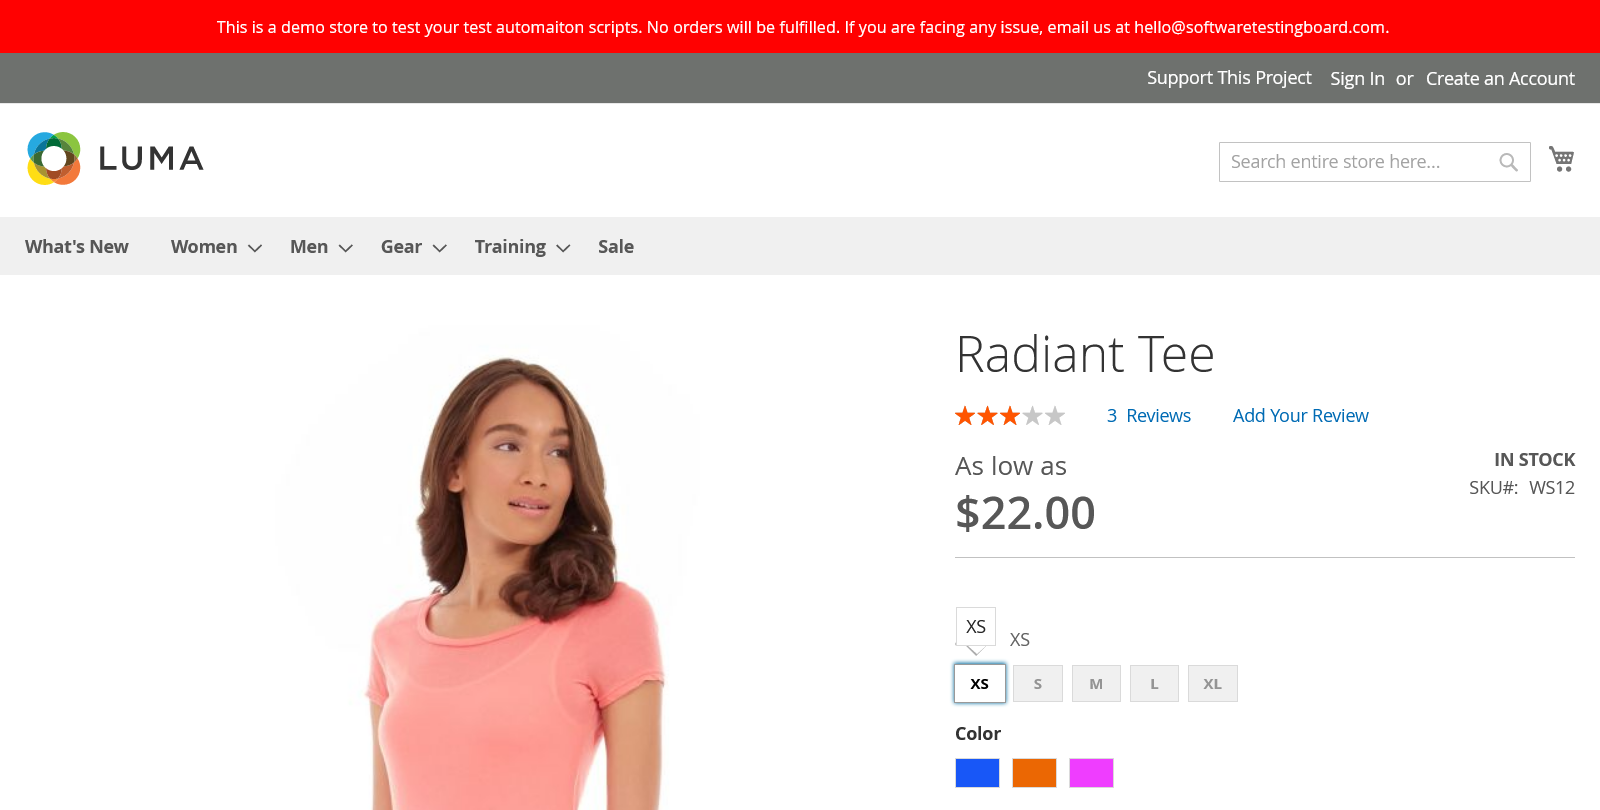 This is a demo store to test your test automaiton scripts. No orders will be fulfilled. If you are facing any issue, email us at hello@softwaretestingboard.com.
Support This Project Sign In or Create an Account
LUMA
Search entire store here...
What's New Women Men Gear Training Sale
Radiant Tee
3 Reviews Add Your Review
As low as
$22.00
IN STOCK
SKU#: WS12
XS
XS
XS S M L XL
Color